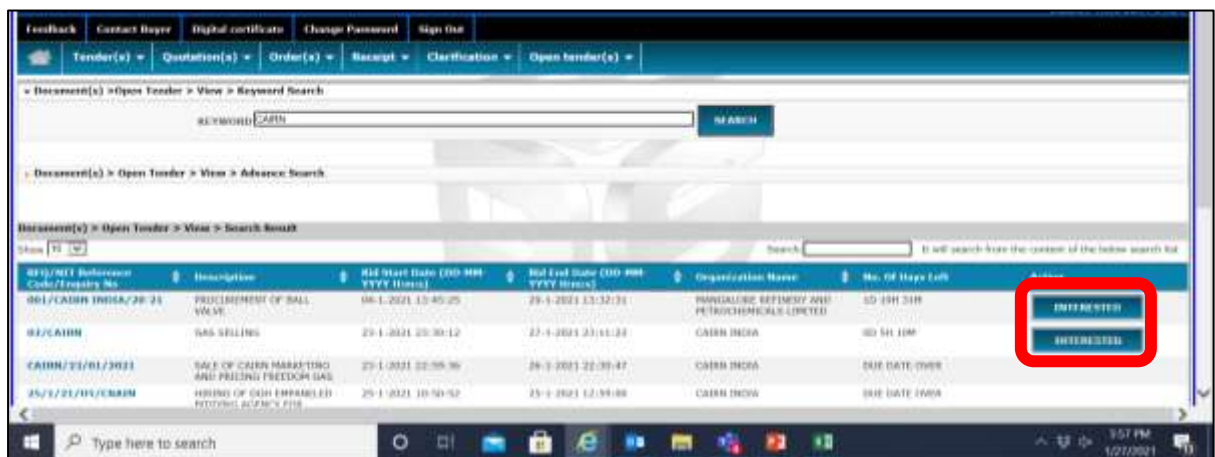 Feedback Contact Buyer Digital certificate Change Password Sign Out
Tender(s) Quotation(s) Order(s) Receipt Clarification Open tender(s)
Document(s) >Open Tender > View > Keyword Search
KEYWORD CAIRN SEARCH
Document(s) > Open Tender > View > Advance Search
Document(s) > Open Tender > View > Search Result
Show 10 Search It will search from the content of the below search list
RFQ/NIT Reference Code/Enquiry No Description Bid Start Date (DD-MM-YYYY H:m:s) Bid End Date (DD-MM-YYYY H:m:s) Organization Name No. Of Days Left Action
001/CAIRN INDIA/20-21 PROCUREMENT OF BALL VALVE MANGALORE REFINERY AND PETROCHEMICALS LIMITED INTERESTED
02/CAIRN GAS SELLING CAIRN INDIA INTERESTED
CAIRN/23/01/2021 SALE OF CAIRN MARKETING AND PRICING FREEDOM GAS CAIRN INDIA DUE DATE OVER
HIRING OF EMPANELED AGENCY FOR CAIRN INDIA DUE DATE OVER
Type here to search 3:57 PM
1/27/2021